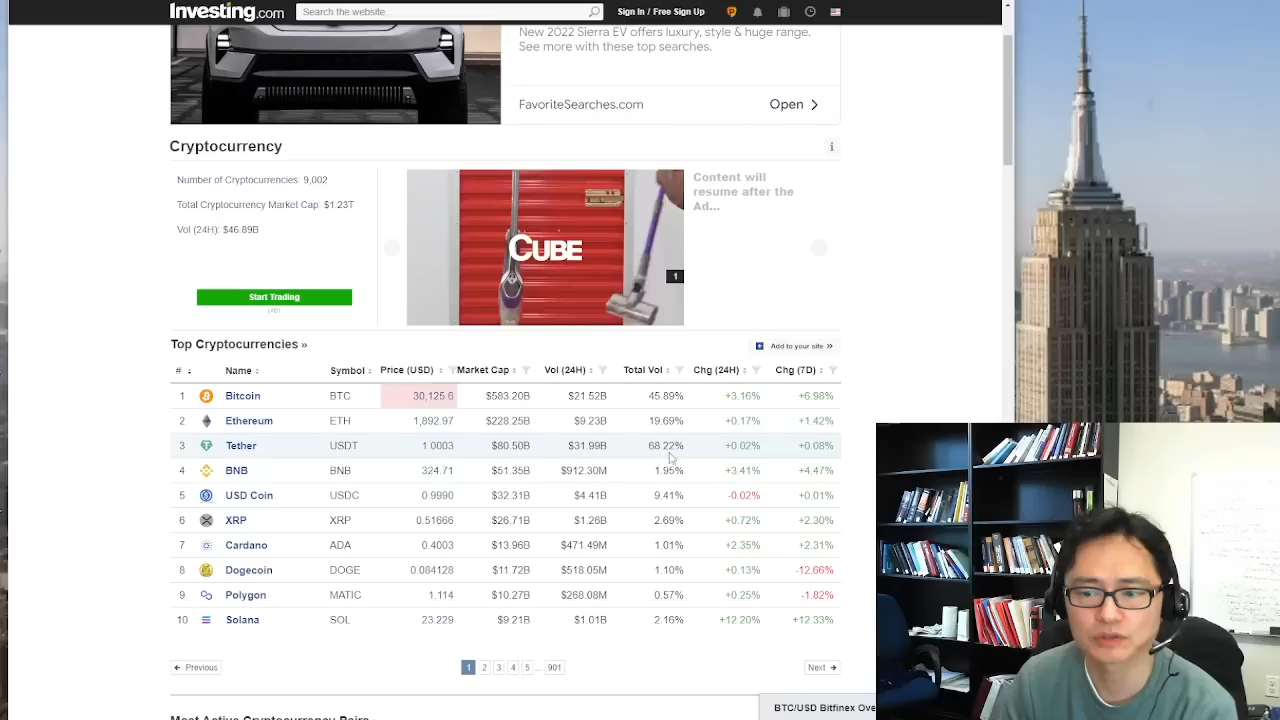 Investing.com Search the website Sign In / Free Sign Up
New 2022 Sierra EV offers luxury, style & huge range.
See more with these top searches.
FavoriteSearches.com Open
Cryptocurrency
Number of Cryptocurrencies: 9,002
Total Cryptocurrency Market Cap: $1.23T
Vol (24H): $46.89B
Start Trading
(AD)
CUBE
1
Content will
resume after the
Ad...
Top Cryptocurrencies » Add to your site »
# Name Symbol Price (USD) Market Cap Vol (24H) Total Vol Chg (24H) Chg (7D)
1 Bitcoin BTC 30,125.6 $583.20B $21.52B 45.89% +3.16% +6.98%
2 Ethereum ETH 1,892.97 $228.25B $9.23B 19.69% +0.17% +1.42%
3 Tether USDT 1.0003 $80.50B $31.99B 68.22% +0.02% +0.08%
4 BNB BNB 324.71 $51.35B $912.30M 1.95% +3.41% +4.47%
5 USD Coin USDC 0.9990 $32.31B $4.41B 9.41% -0.02% +0.01%
6 XRP XRP 0.51666 $26.71B $1.26B 2.69% +0.72% +2.30%
7 Cardano ADA 0.4003 $13.96B $471.49M 1.01% +2.35% +2.31%
8 Dogecoin DOGE 0.084128 $11.72B $518.05M 1.10% +0.13% -12.06%
9 Polygon MATIC 1.114 $10.27B $268.08M 0.57% +0.25% -1.82%
10 Solana SOL 23.229 $9.21B $1.01B 2.16% +12.20% +12.33%
Previous 1 2 3 4 5 ... 901 Next
Most Active Cryptocurrency Pairs »
BTC/USD Bitfinex Ove